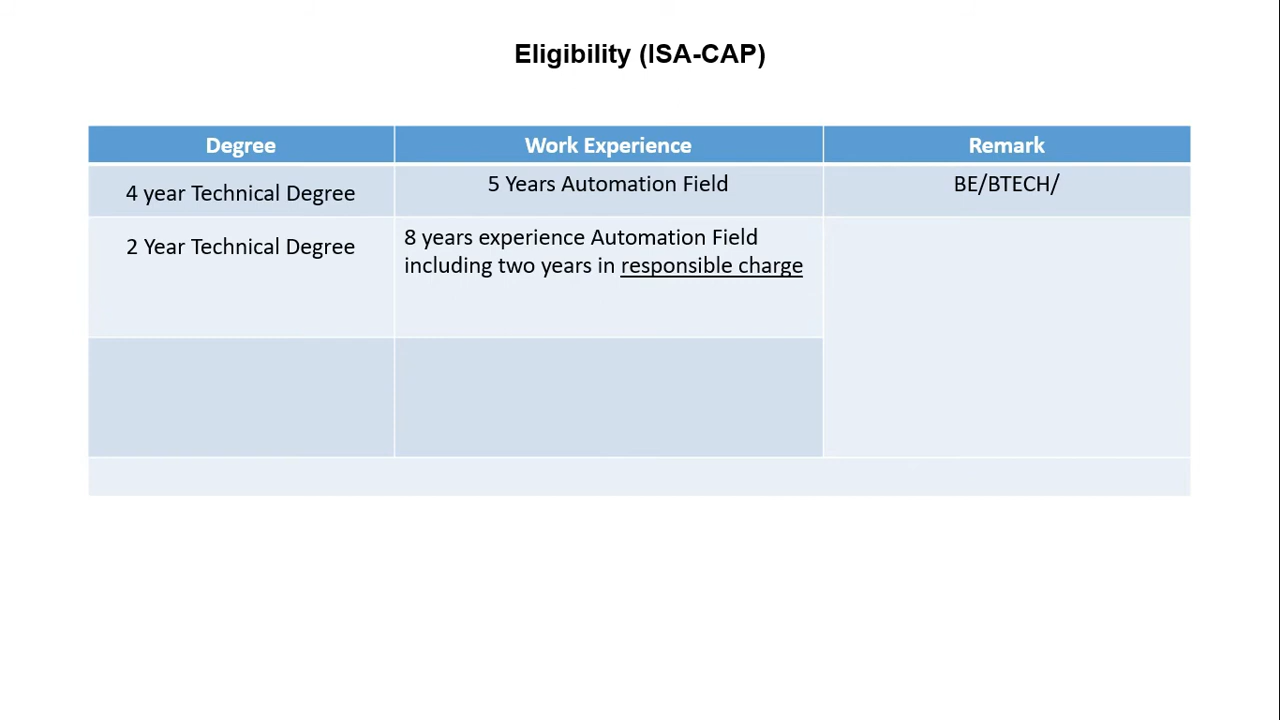 Eligibility (ISA-CAP)
Degree Work Experience Remark
4 year Technical Degree 5 Years Automation Field BE/BTECH/
2 Year Technical Degree 8 years experience Automation Field
including two years in responsible charge